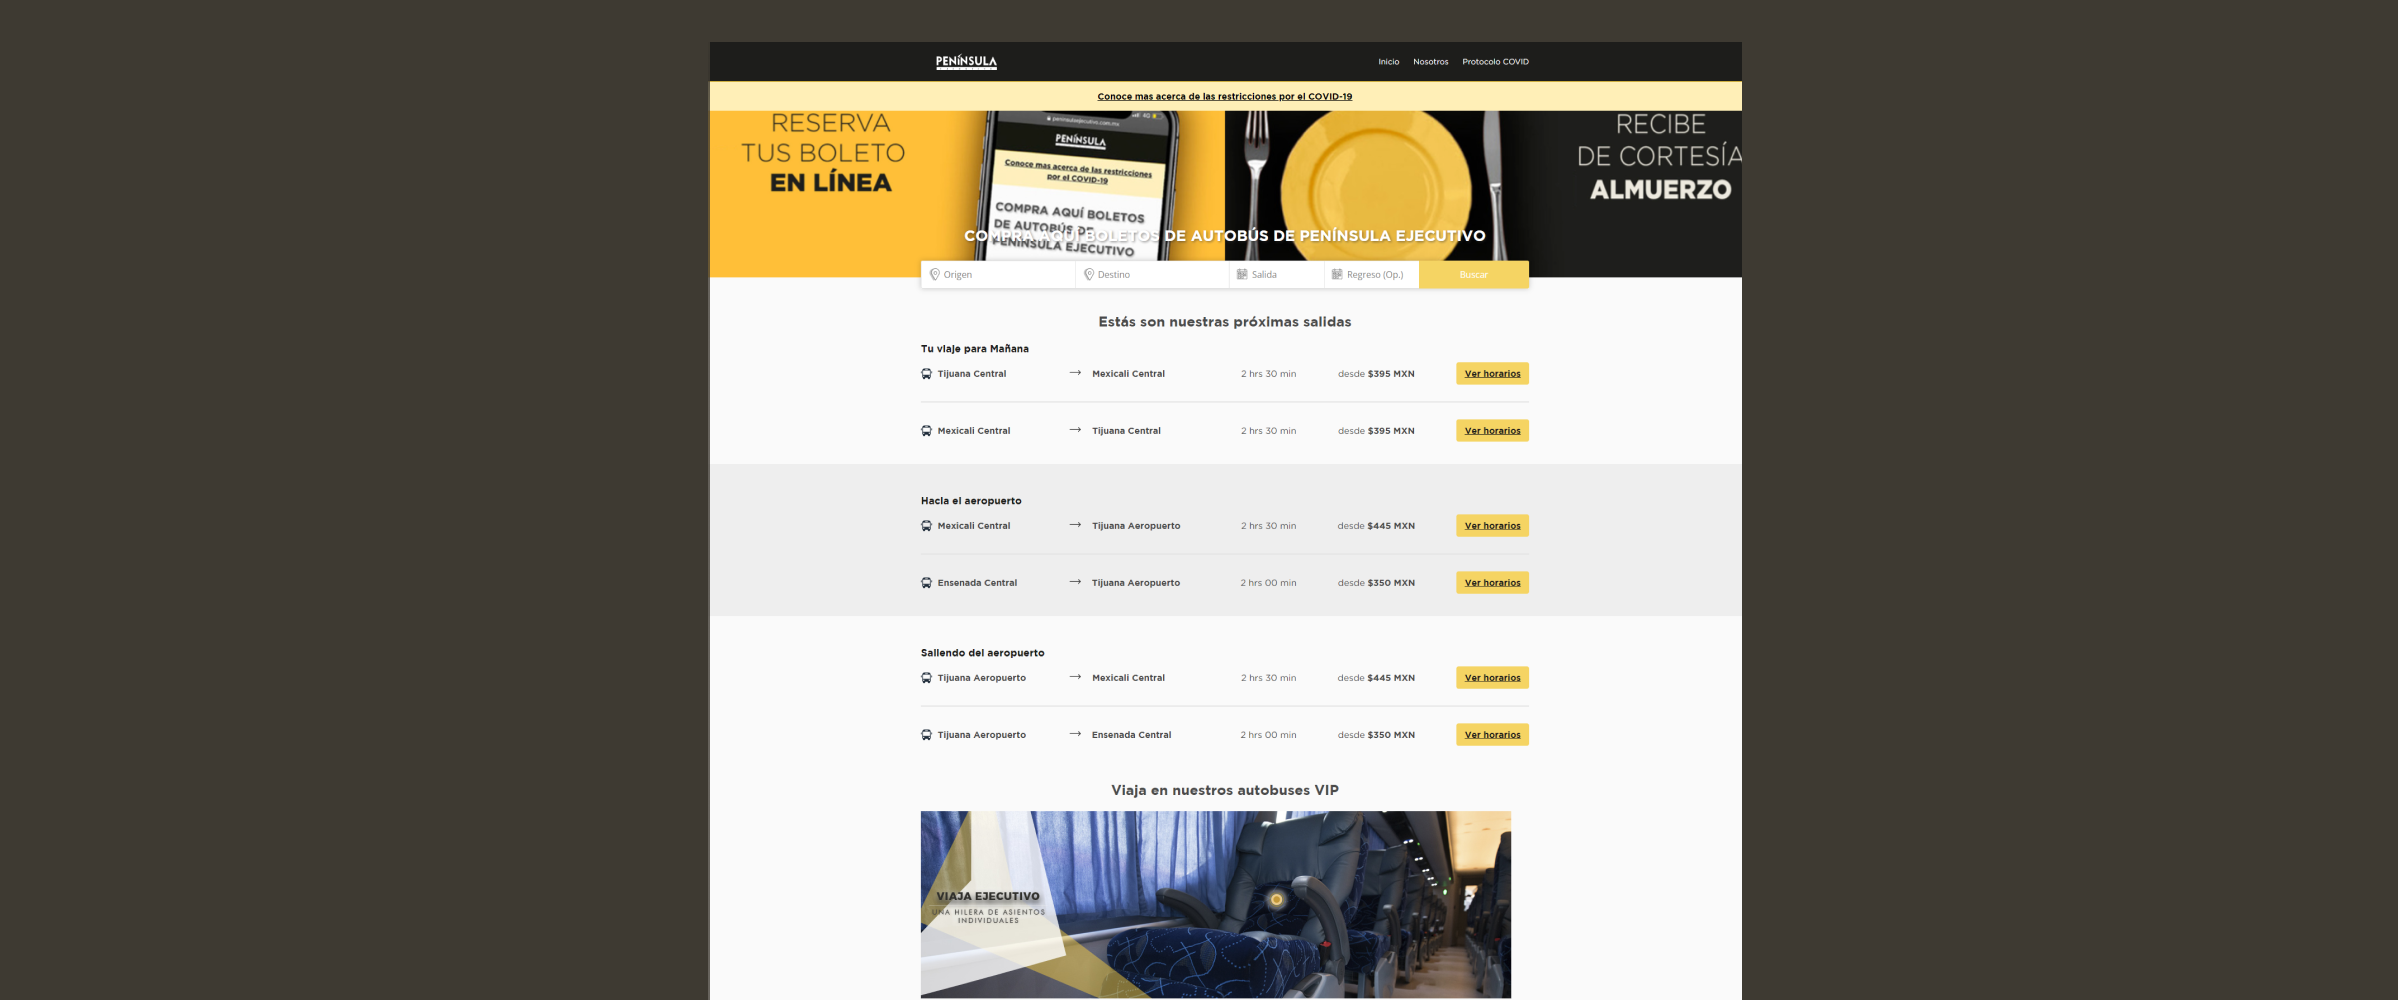 PENÍNSULA
Inicio Nosotros Protocolo COVID
Conoce mas acerca de las restricciones por el COVID-19
RESERVA
TUS BOLETO
EN LÍNEA
peninsulaejecutivo.com.mx 4G
PENÍNSULA
Conoce mas acerca de las restricciones
por el COVID-19
COMPRA AQUÍ BOLETOS
DE AUTOBÚS DE
PENÍNSULA EJECUTIVO
RECIBE
DE CORTESÍA
ALMUERZO
COMPRA AQUÍ BOLETOS DE AUTOBÚS DE PENÍNSULA EJECUTIVO
Origen Destino Salida Regreso (Op.) Buscar
Estás son nuestras próximas salidas
Tu viaje para Mañana
Tijuana Central → Mexicali Central 2 hrs 30 min desde $395 MXN Ver horarios
Mexicali Central → Tijuana Central 2 hrs 30 min desde $395 MXN Ver horarios
Hacia el aeropuerto
Mexicali Central → Tijuana Aeropuerto 2 hrs 30 min desde $445 MXN Ver horarios
Ensenada Central → Tijuana Aeropuerto 2 hrs 00 min desde $350 MXN Ver horarios
Saliendo del aeropuerto
Tijuana Aeropuerto → Mexicali Central 2 hrs 30 min desde $445 MXN Ver horarios
Tijuana Aeropuerto → Ensenada Central 2 hrs 00 min desde $350 MXN Ver horarios
Viaja en nuestros autobuses VIP
VIAJA EJECUTIVO
UNA HILERA DE ASIENTOS
INDIVIDUALES